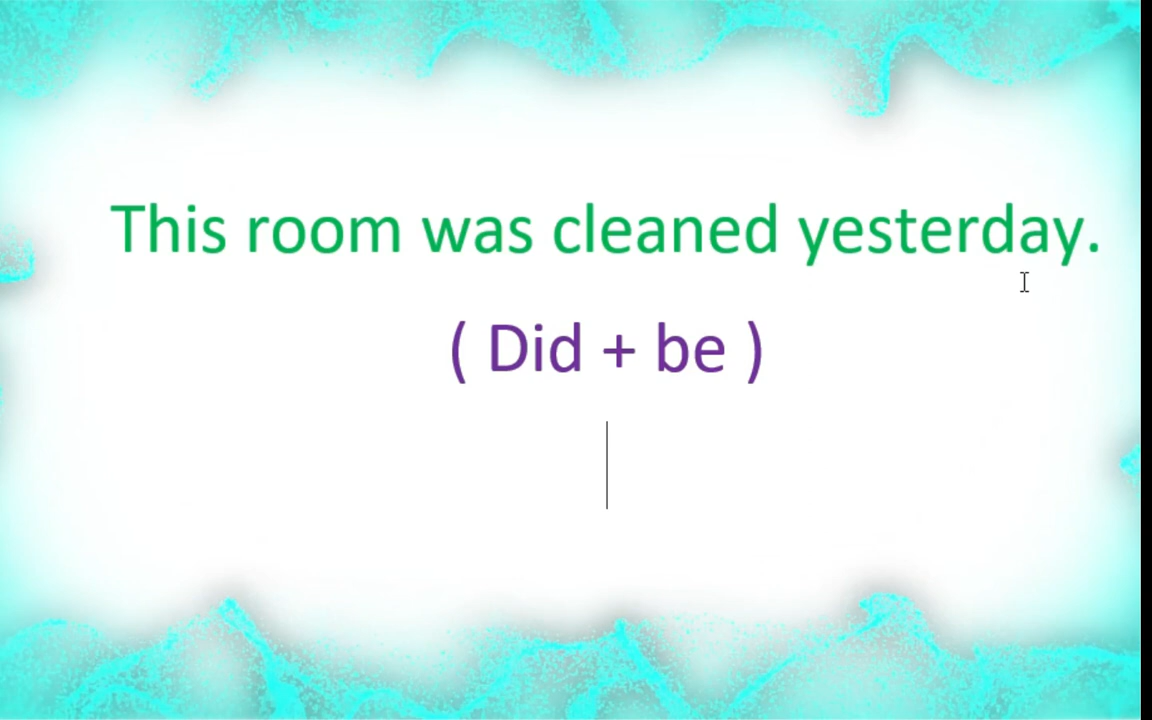 This room was cleaned yesterday.
( Did + be )